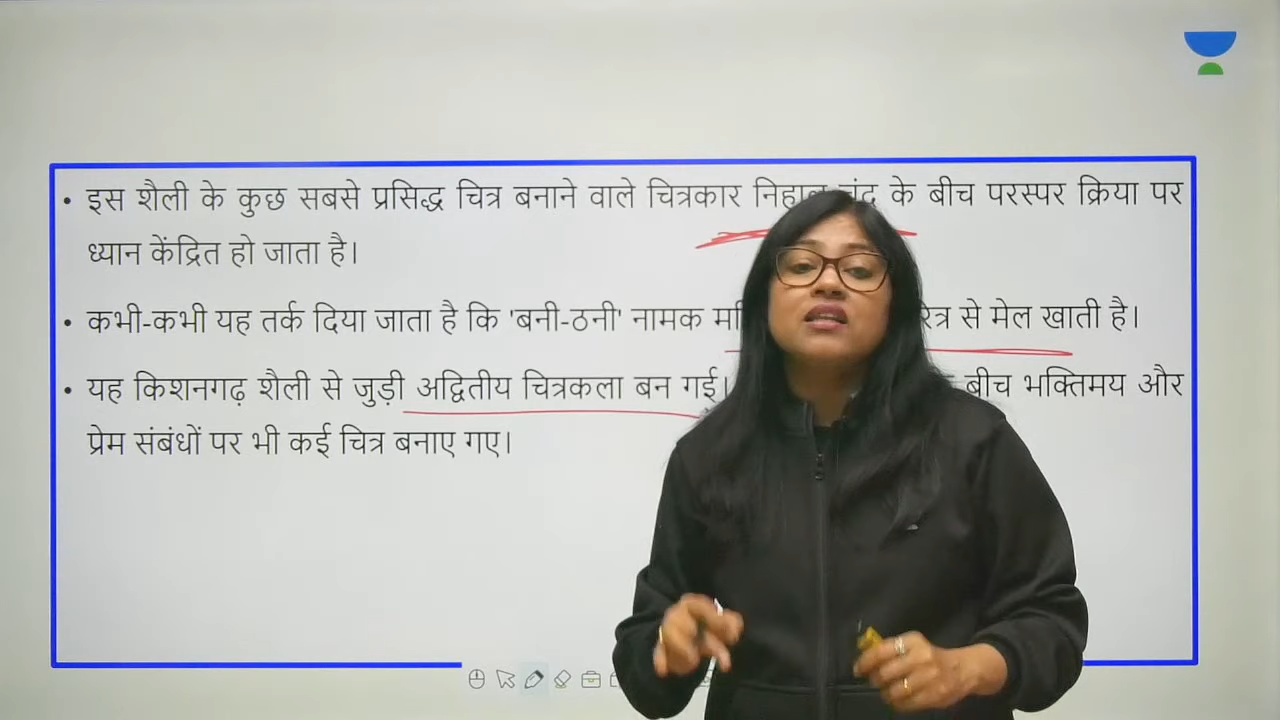 • इस शैली के कुछ सबसे प्रसिद्ध चित्र बनाने वाले चित्रकार निहाल चंद के बीच परस्पर क्रिया पर
ध्यान केंद्रित हो जाता है।
• कभी-कभी यह तर्क दिया जाता है कि 'बनी-ठनी' नामक से मेल खाती है।
• यह किशनगढ़ शैली से जुड़ी अद्वितीय चित्रकला बन गई। बीच भक्तिमय और
प्रेम संबंधों पर भी कई चित्र बनाए गए।